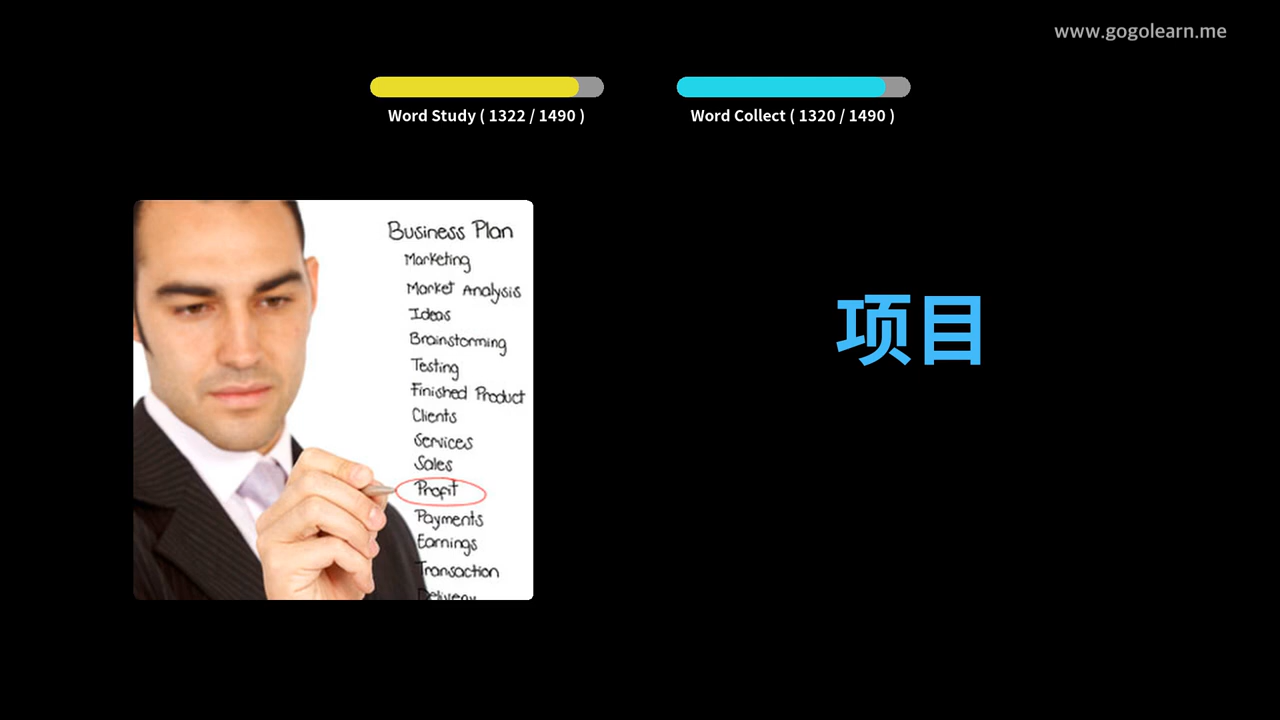 www.gogolearn.me
Word Study ( 1322 / 1490 )
Word Collect ( 1320 / 1490 )
Business Plan
Marketing
Market Analysis
Ideas
Brainstorming
Testing
Finished Product
Clients
Services
Sales
Profit
Payments
Earnings
Transaction
Delivery
项目